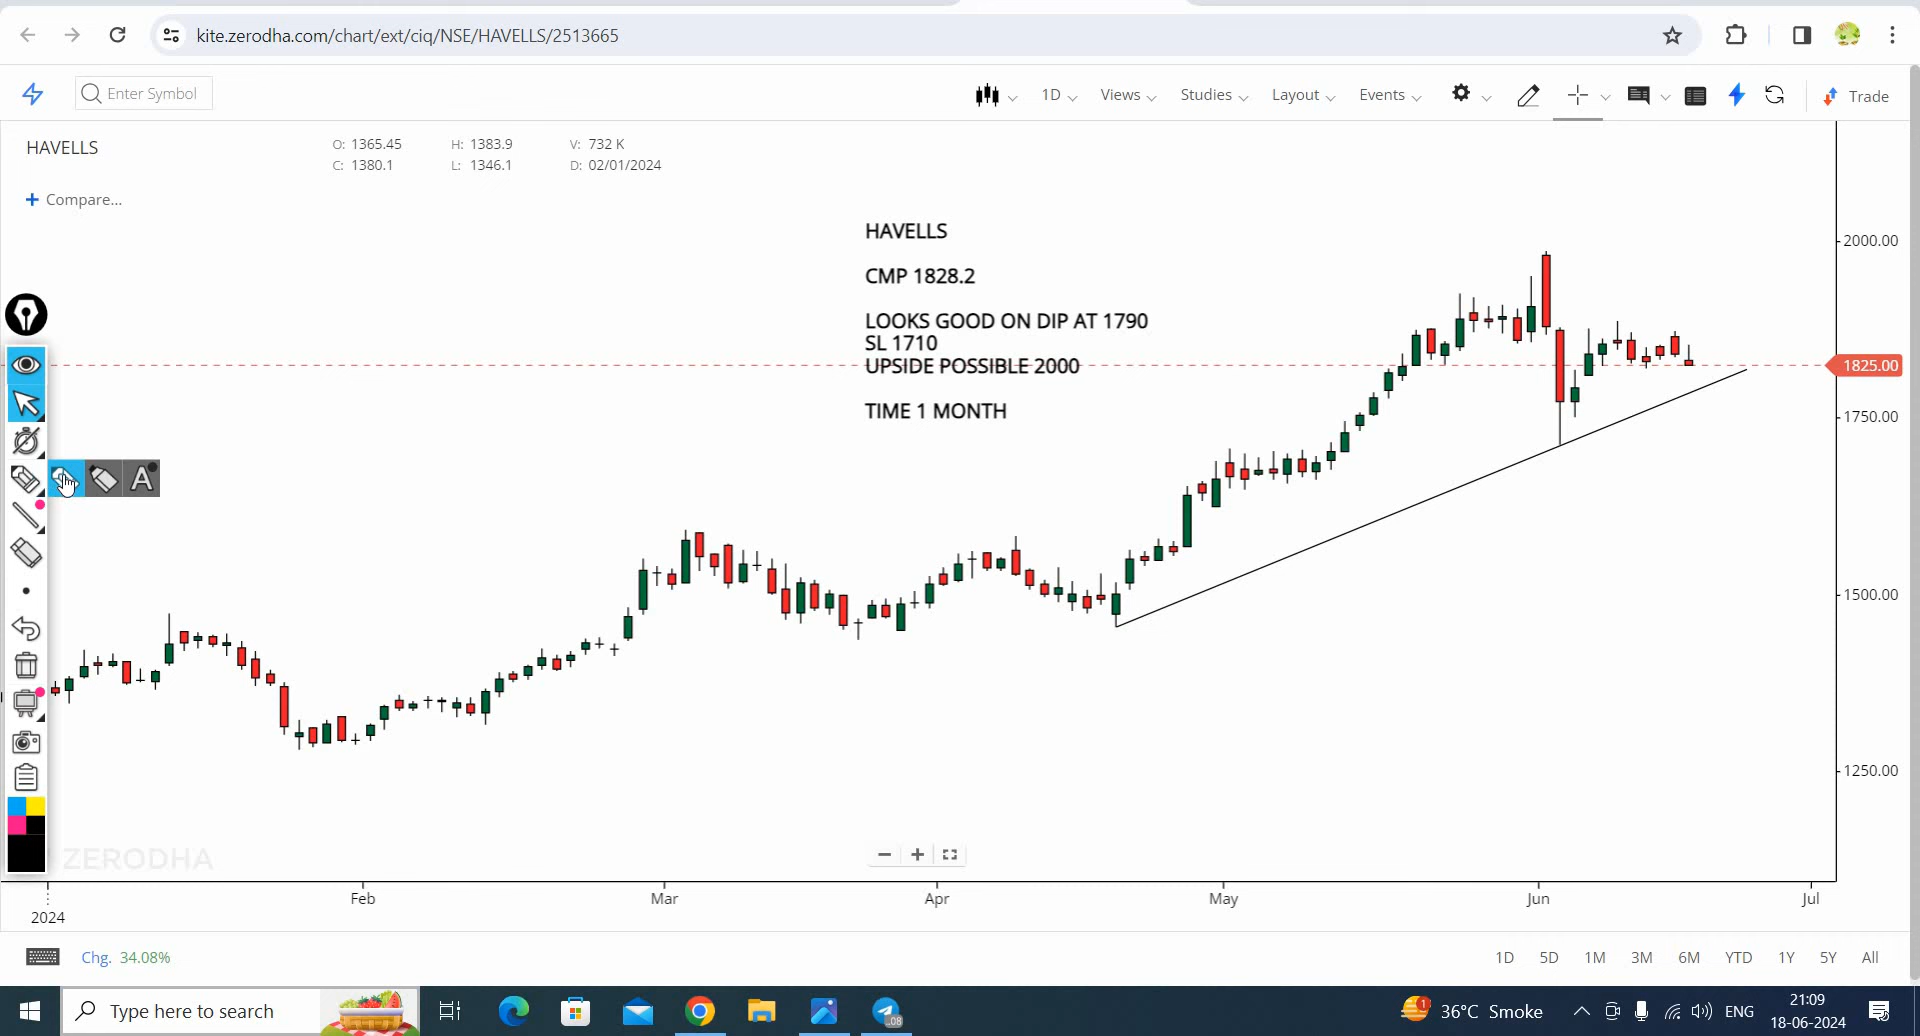 kite.zerodha.com/chart/ext/ciq/NSE/HAVELLS/2513665
Enter Symbol
1D
Views
Studies
Layout
Events
Trade
HAVELLS
O: 1365.45 H: 1383.9 V: 732 K
C: 1380.1 L: 1346.1 D: 02/01/2024
+ Compare...
HAVELLS
CMP 1828.2
LOOKS GOOD ON DIP AT 1790
SL 1710
UPSIDE POSSIBLE 2000
TIME 1 MONTH
2000.00
1825.00
1750.00
1500.00
1250.00
A
ZERODHA
Feb Mar Apr May Jun Jul
2024
Chg. 34.08%
1D 5D 1M 3M 6M YTD 1Y 5Y All
Type here to search
.08
1
36°C Smoke
ENG
21:09
18-06-2024